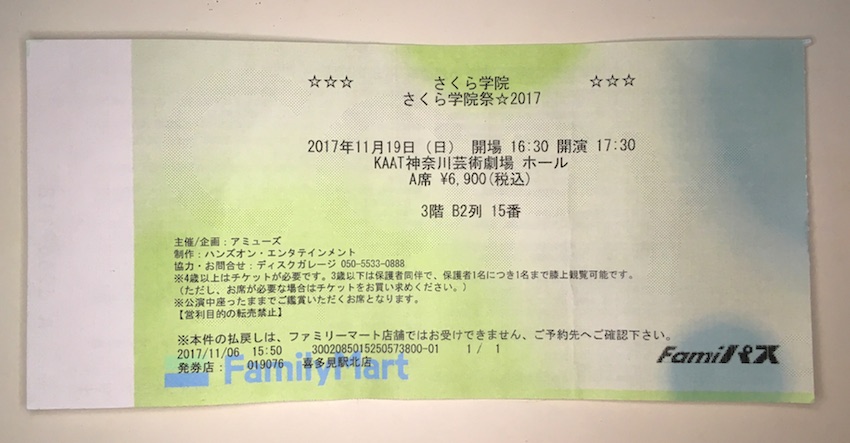 ☆☆☆ さくら学院 ☆☆☆
さくら学院祭☆2017
2017年11月19日(日) 開場 16:30 開演 17:30
KAAT神奈川芸術劇場 ホール
A席 ¥6,900(税込)
3階 B2列 15番
主催/企画:アミューズ
制作:ハンズオン・エンタテインメント
協力・お問合せ:ディスクガレージ 050-5533-0888
※4歳以上はチケットが必要です。3歳以下は保護者同伴で、保護者1名につき1名まで膝上観覧可能です。
(ただし、お席が必要な場合はチケットをお買い求めください。)
※公演中座ったままでご鑑賞いただくお席となります。
【営利目的の転売禁止】
※本件の払戻しは、ファミリーマート店舗ではお受けできません、ご予約先へご確認下さい。
2017/11/06 15:50 3002085015250573800-01 1/ 1
発券店: 019076 喜多見駅北店
FamilyMart
Famiパス